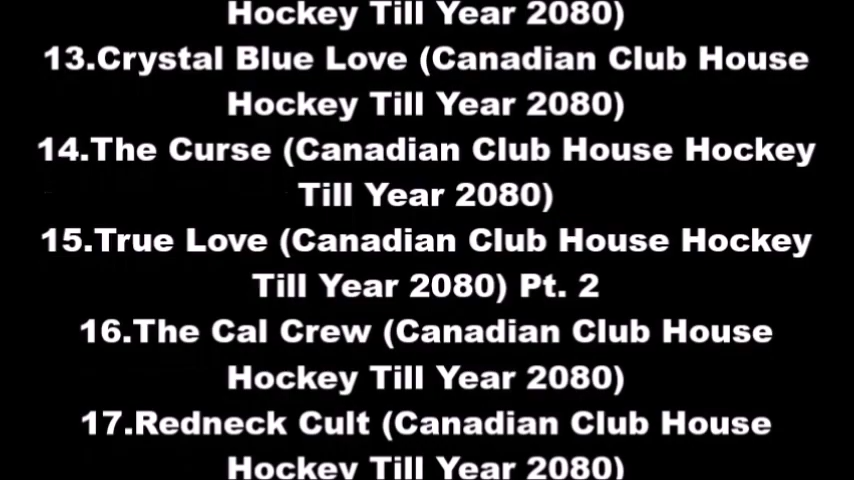 Hockey Till Year 2080)
13.Crystal Blue Love (Canadian Club House
Hockey Till Year 2080)
14.The Curse (Canadian Club House Hockey
Till Year 2080)
15.True Love (Canadian Club House Hockey
Till Year 2080) Pt. 2
16.The Cal Crew (Canadian Club House
Hockey Till Year 2080)
17.Redneck Cult (Canadian Club House
Hockey Till Year 2080)